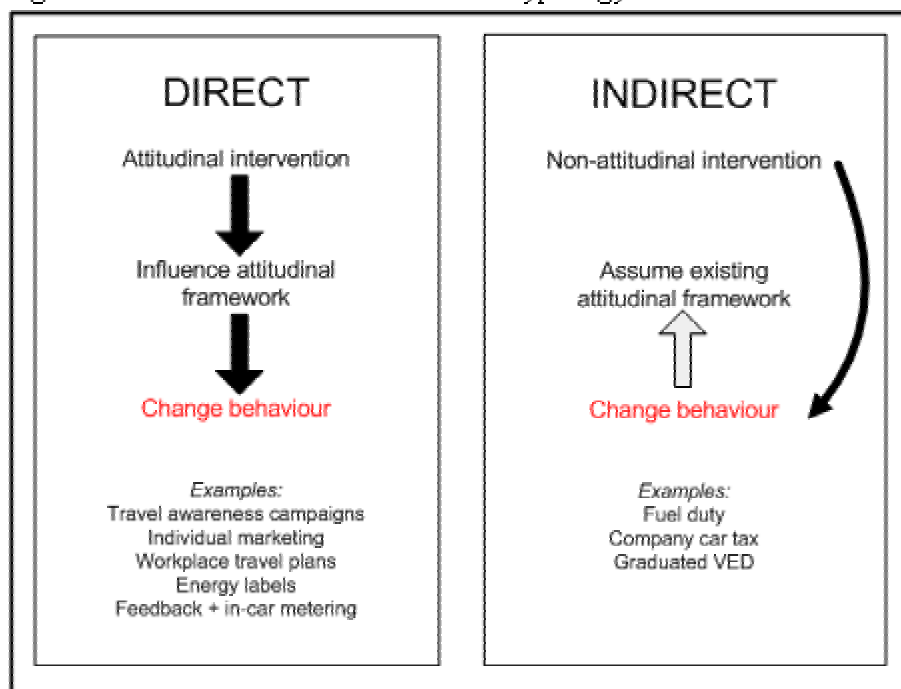 DIRECT
Attitudinal intervention
Influence attitudinal
framework
Change behaviour
Examples:
Travel awareness campaigns
Individual marketing
Workplace travel plans
Energy labels
Feedback + in-car metering
INDIRECT
Non-attitudinal intervention
Assume existing
attitudinal framework
Change behaviour
Examples:
Fuel duty
Company car tax
Graduated VED